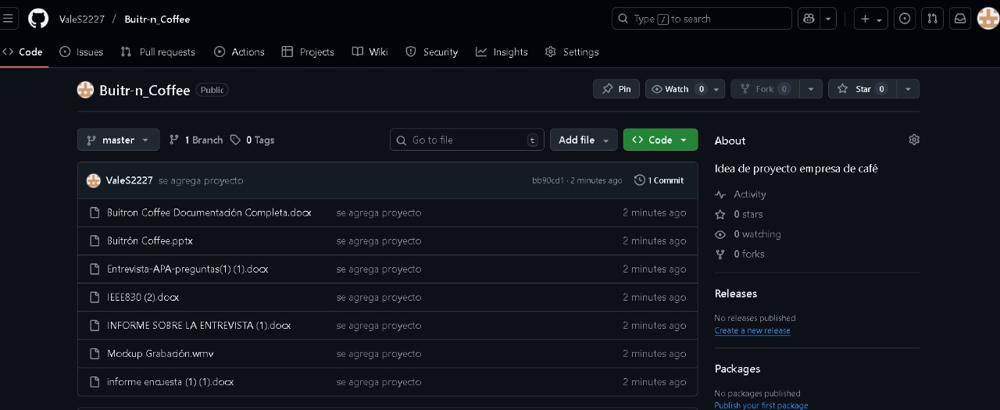 ValeS2227 / Buitr-n_Coffee Type / to search
Code Issues Pull requests Actions Projects Wiki Security Insights Settings
Buitr-n_Coffee Public Pin Watch 0 Fork 0 Star 0
master 1 Branch 0 Tags Go to file t Add file Code
ValeS2227 se agrega proyecto bb90cd1 · 2 minutes ago 1 Commit
Buitron Coffee Documentación Completa.docx se agrega proyecto 2 minutes ago
Buitrón Coffee.pptx se agrega proyecto 2 minutes ago
Entrevista-APA-preguntas(1) (1).docx se agrega proyecto 2 minutes ago
IEEE830 (2).docx se agrega proyecto 2 minutes ago
INFORME SOBRE LA ENTREVISTA (1).docx se agrega proyecto 2 minutes ago
Mockup Grabación.wmv se agrega proyecto 2 minutes ago
informe encuesta (1) (1).docx se agrega proyecto 2 minutes ago
About
Idea de proyecto empresa de café
Activity
0 stars
0 watching
0 forks
Releases
No releases published
Create a new release
Packages
No packages published
Publish your first package